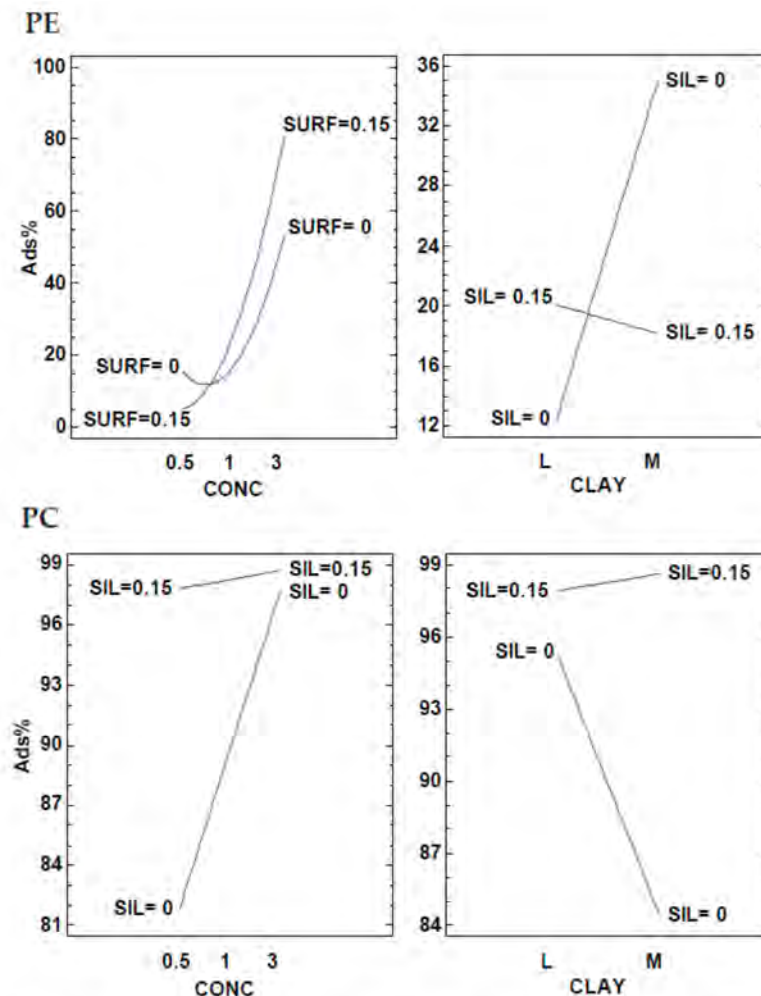 PE
100
80
60
40
20
0
Ads%
SURF=0.15
SURF= 0
SURF= 0
SURF=0.15
0.5 1 3
CONC
36
32
28
24
20
16
12
SIL= 0
SIL= 0.15
SIL= 0.15
SIL= 0
L M
CLAY
PC
99
96
93
90
87
84
81
Ads%
SIL=0.15
SIL=0.15
SIL= 0
SIL= 0
0.5 1 3
CONC
99
96
93
90
87
84
SIL=0.15
SIL=0.15
SIL= 0
SIL= 0
L M
CLAY